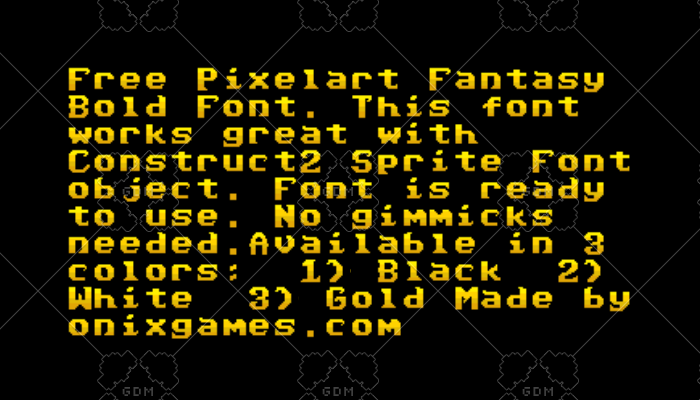 Free Pixelart Fantasy
Bold Font. This font
works great with
Construct2 Sprite Font
object. Font is ready
to use. No gimmicks
needed.Available in 3
colors:  1) Black  2)
White  3) Gold Made by
onixgames.com
GDM GDM GDM